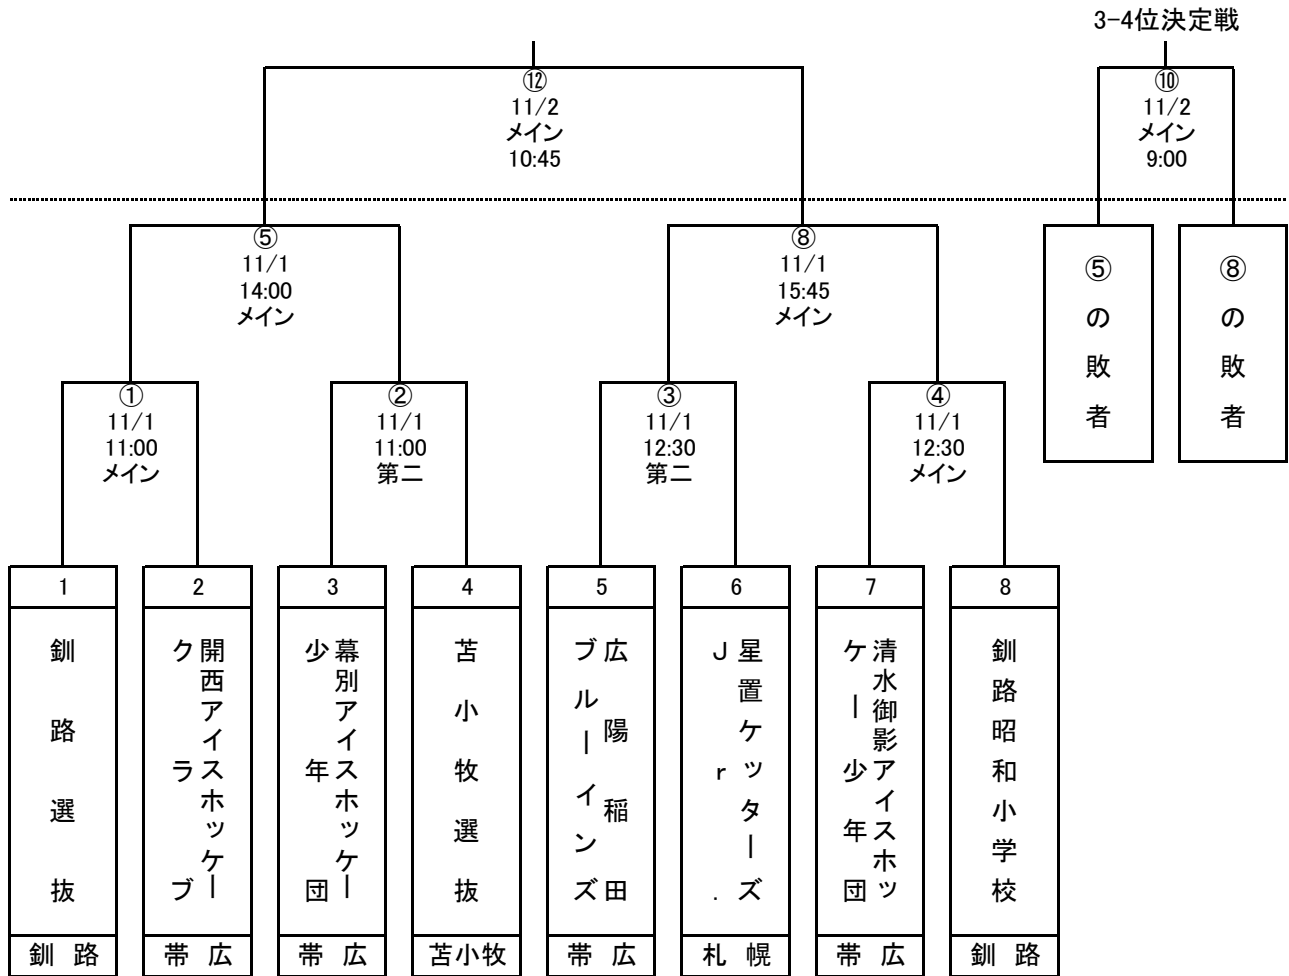 3-4位決定戦
⑫
11/2
メイン
10:45
⑩
11/2
メイン
9:00
⑤
11/1
14:00
メイン
⑧
11/1
15:45
メイン
⑤の敗者
⑧の敗者
①
11/1
11:00
メイン
②
11/1
11:00
第二
③
11/1
12:30
第二
④
11/1
12:30
メイン
1
2
3
4
5
6
7
8
釧路選抜
開西アイスホッケー
クラブ
幕別アイスホッケー
少年団
苫小牧選抜
広陽稲田
ブルーインズ
星置ケッターズ
Jr.
清水御影アイスホッ
ケー少年団
釧路昭和小学校
釧 路
帯 広
帯 広
苫小牧
帯 広
札 幌
帯 広
釧 路